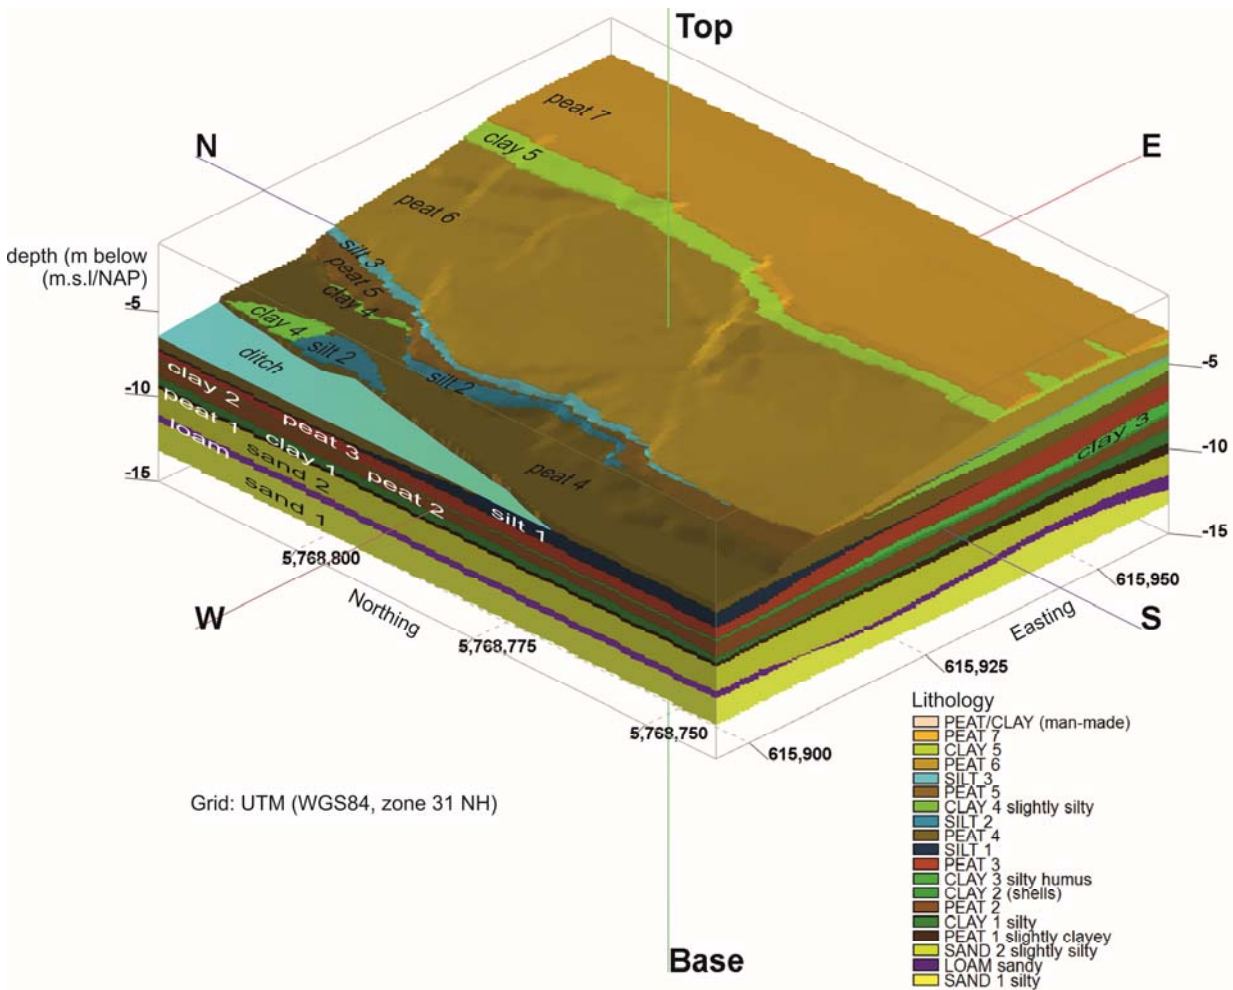 Top
N
E
peat 7
clay 5
peat 6
depth (m below
(m.s.l/NAP)
silt 3
peat 5
clay 4
clay 4
silt 2
silt 2
ditch
-5
-10
-15
clay 2
peat 3
peat 1
clay 1
peat 2
loam
sand 2
sand 1
silt 1
peat 4
clay 3
-5
-10
-15
5,768,800
5,768,775
5,768,750
Northing
W
615,950
615,925
615,900
Easting
S
Grid: UTM (WGS84, zone 31 NH)
Base
Lithology
PEAT/CLAY (man-made)
PEAT 7
CLAY 5
PEAT 6
SILT 3
PEAT 5
CLAY 4 slightly silty
SILT 2
PEAT 4
SILT 1
PEAT 3
CLAY 3 silty humus
CLAY 2 (shells)
PEAT 2
CLAY 1 silty
PEAT 1 slightly clayey
SAND 2 slightly silty
LOAM sandy
SAND 1 silty